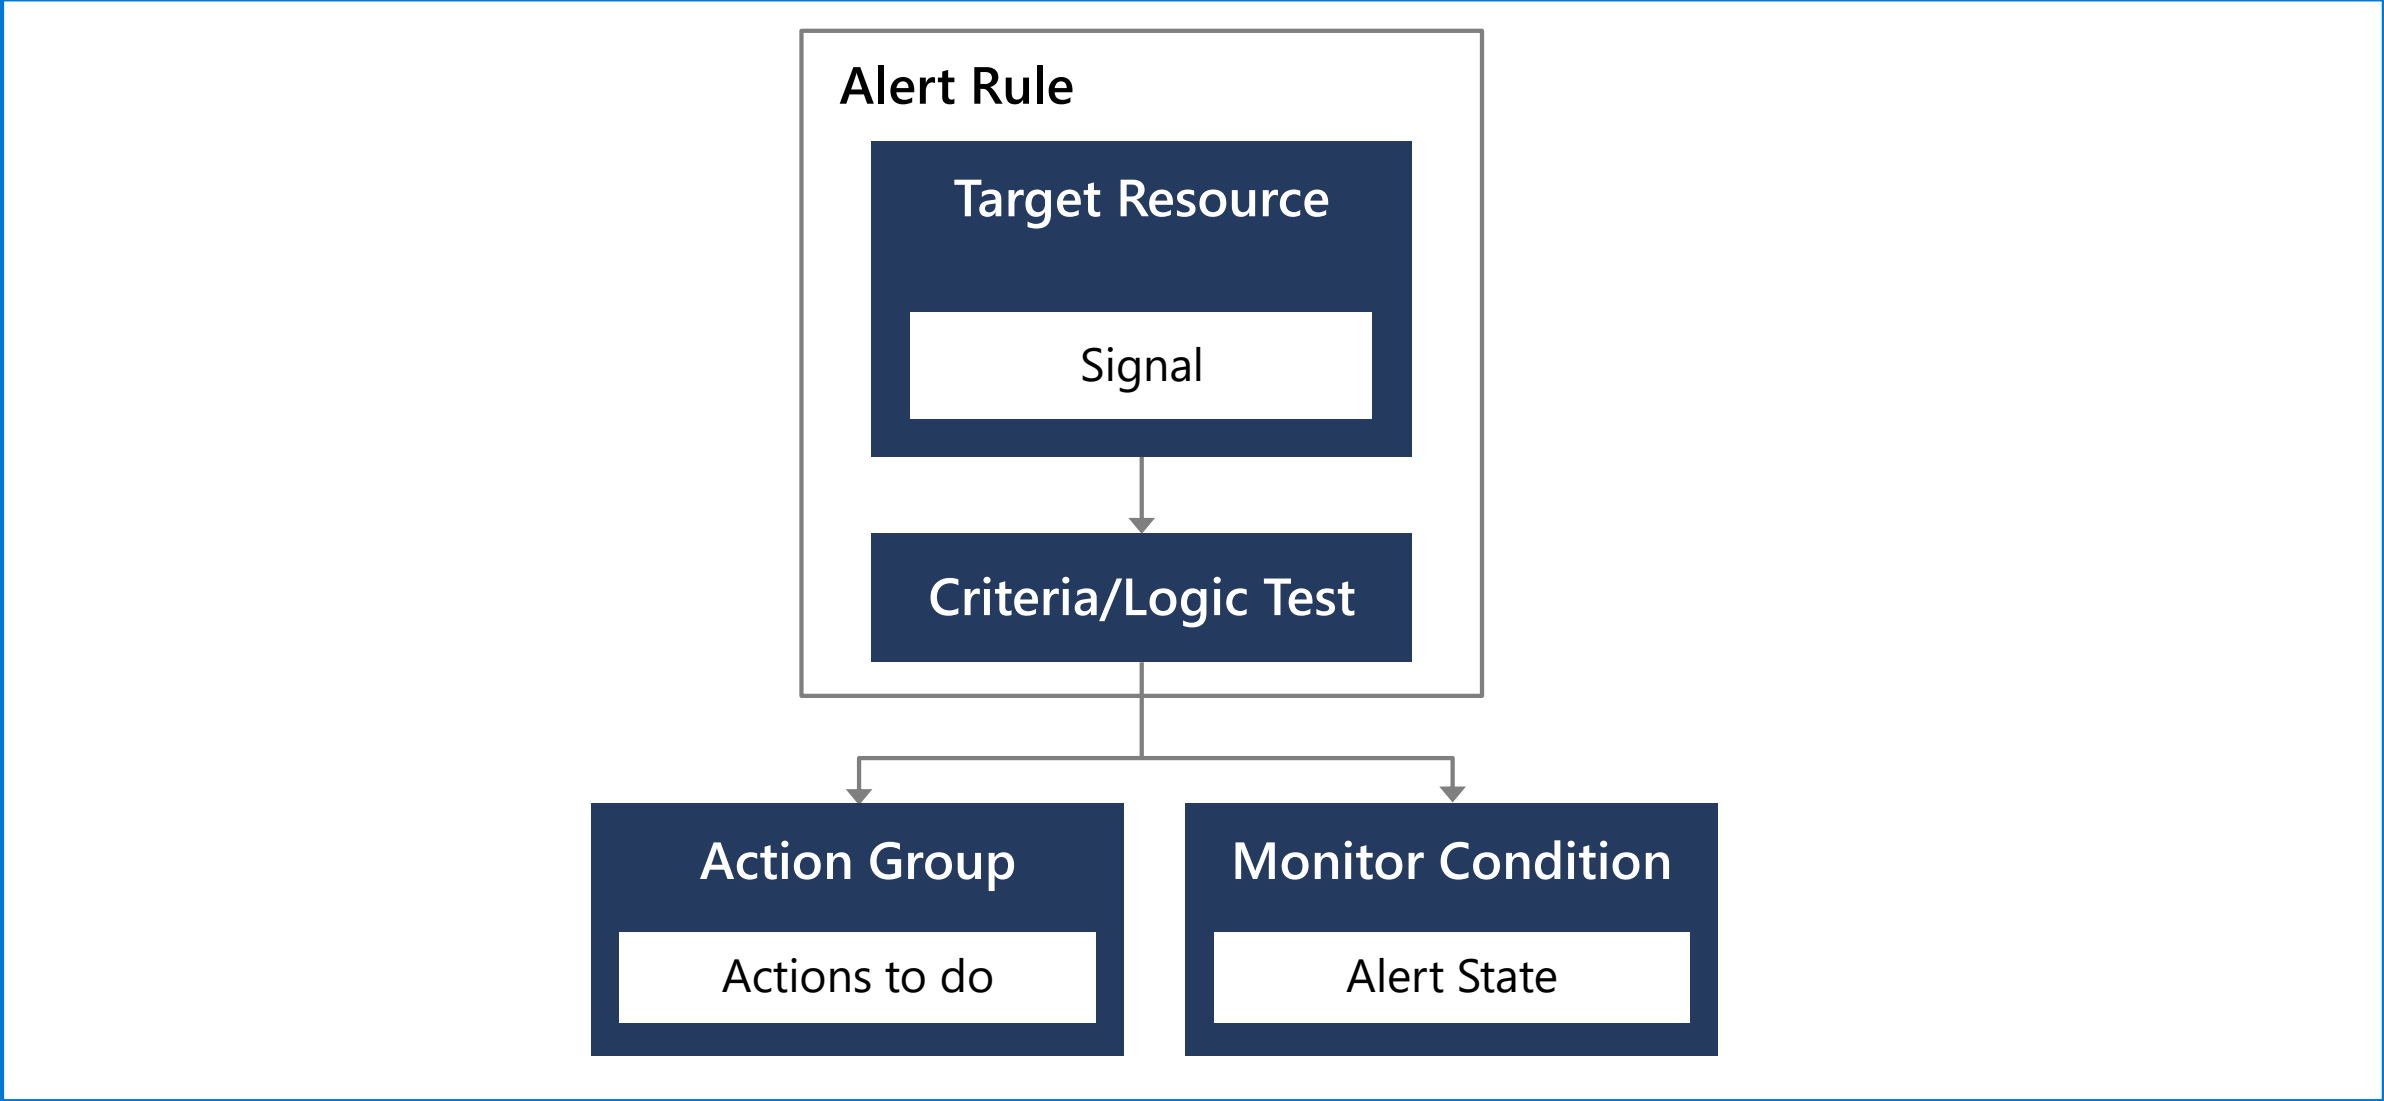 Alert Rule
Target Resource
Signal
Criteria/Logic Test
Action Group
Monitor Condition
Actions to do
Alert State